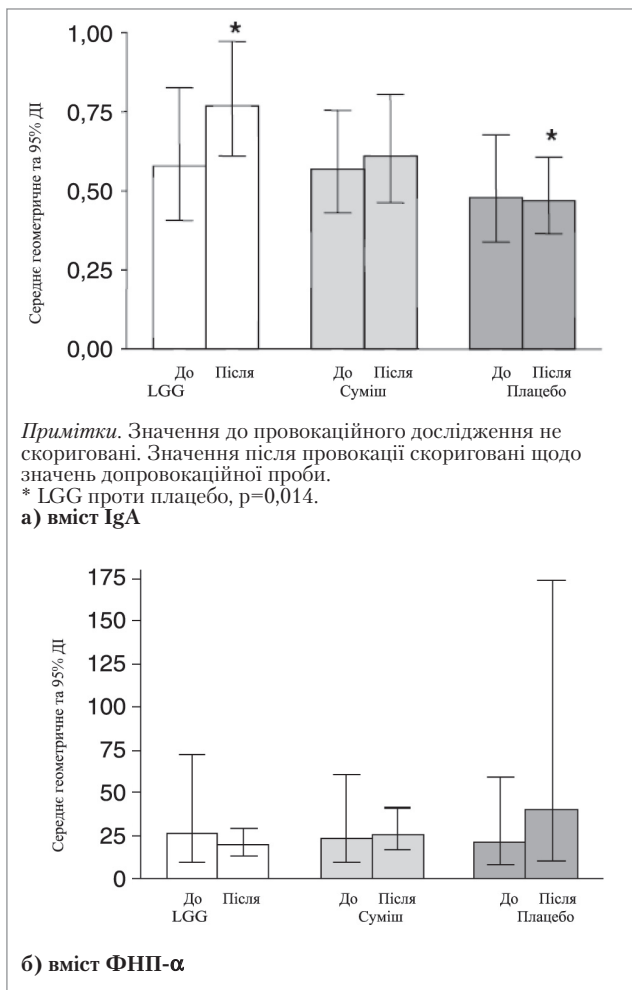 1,00
0,75
0,50
0,25
0,00
Середнє геометричне та 95% ДІ
*
*
До Після До Після До Після
LGG Суміш Плацебо
Примітки. Значення до провокаційного дослідження не
скориговані. Значення після провокації скориговані щодо
значень допровокаційної проби.
* LGG проти плацебо, p=0,014.
а) вміст IgA
175
150
125
100
75
50
25
0
Середнє геометричне та 95% ДІ
До Після До Після До Після
LGG Суміш Плацебо
б) вміст ФНП-α